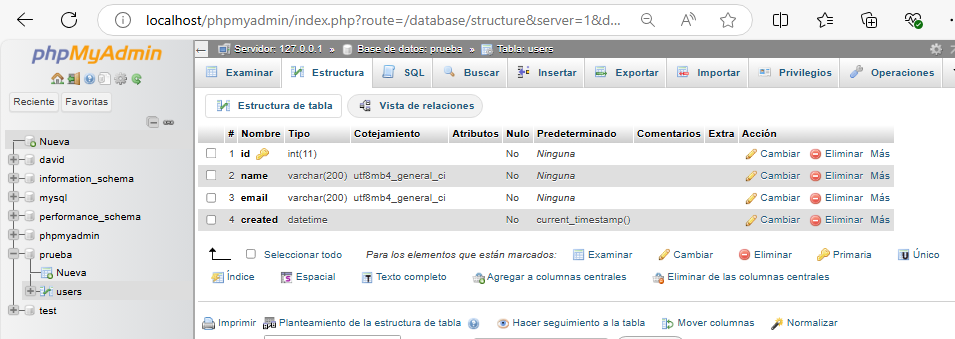 localhost/phpmyadmin/index.php?route=/database/structure&server=1&d...
phpMyAdmin
Reciente Favoritas
Nueva
david
information_schema
mysql
performance_schema
phpmyadmin
prueba
Nueva
users
test
Servidor: 127.0.0.1 » Base de datos: prueba » Tabla: users
Examinar Estructura SQL Buscar Insertar Exportar Importar Privilegios Operaciones
Estructura de tabla Vista de relaciones
# Nombre Tipo Cotejamiento Atributos Nulo Predeterminado Comentarios Extra Acción
1 id int(11) No Ninguna Cambiar Eliminar Más
2 name varchar(200) utf8mb4_general_ci No Ninguna Cambiar Eliminar Más
3 email varchar(200) utf8mb4_general_ci No Ninguna Cambiar Eliminar Más
4 created datetime No current_timestamp() Cambiar Eliminar Más
Seleccionar todo Para los elementos que están marcados: Examinar Cambiar Eliminar Primaria Único
Índice Espacial Texto completo Agregar a columnas centrales Eliminar de las columnas centrales
Imprimir Planteamiento de la estructura de tabla Hacer seguimiento a la tabla Mover columnas Normalizar